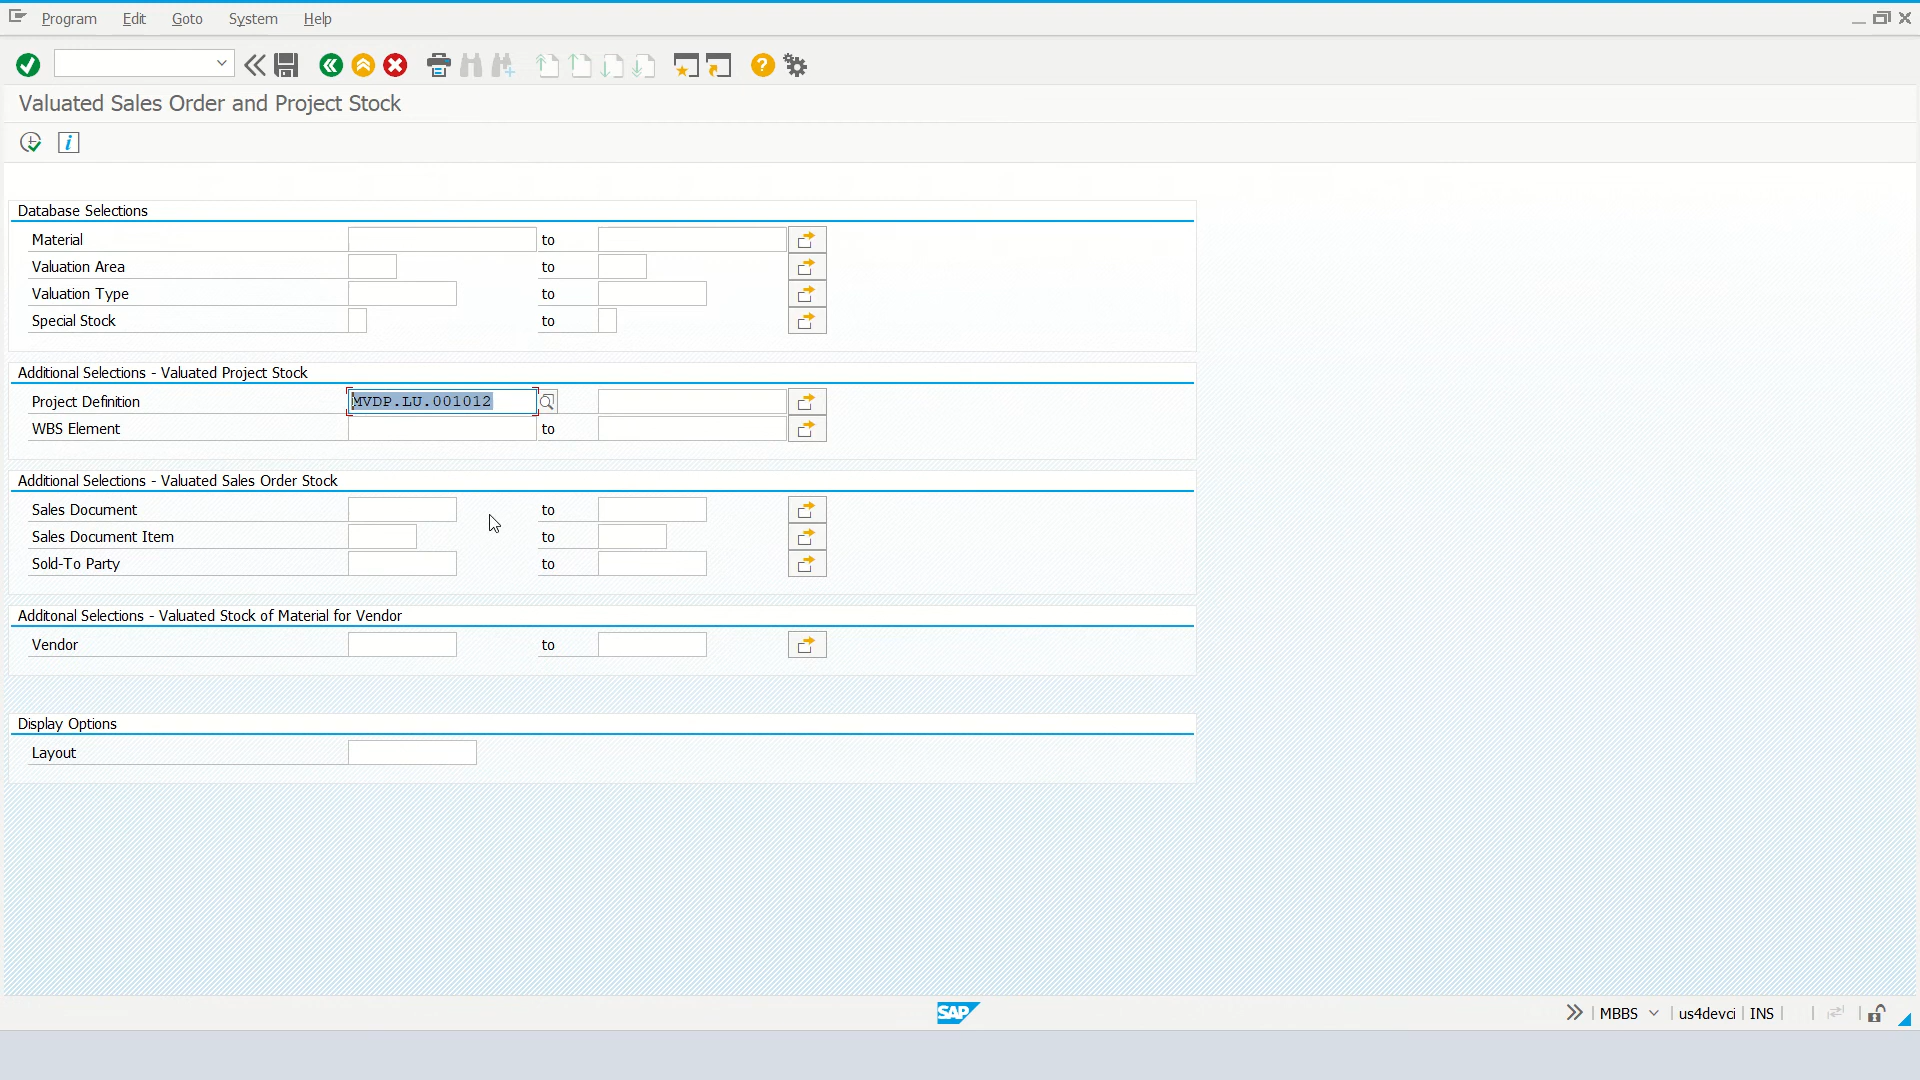 Program Edit Goto System Help
Valuated Sales Order and Project Stock
Database Selections
Material to
Valuation Area to
Valuation Type to
Special Stock to
Additional Selections - Valuated Project Stock
Project Definition MVDP.LU.001012
WBS Element to
Additional Selections - Valuated Sales Order Stock
Sales Document to
Sales Document Item to
Sold-To Party to
Additonal Selections - Valuated Stock of Material for Vendor
Vendor to
Display Options
Layout
SAP MBBS us4devci INS